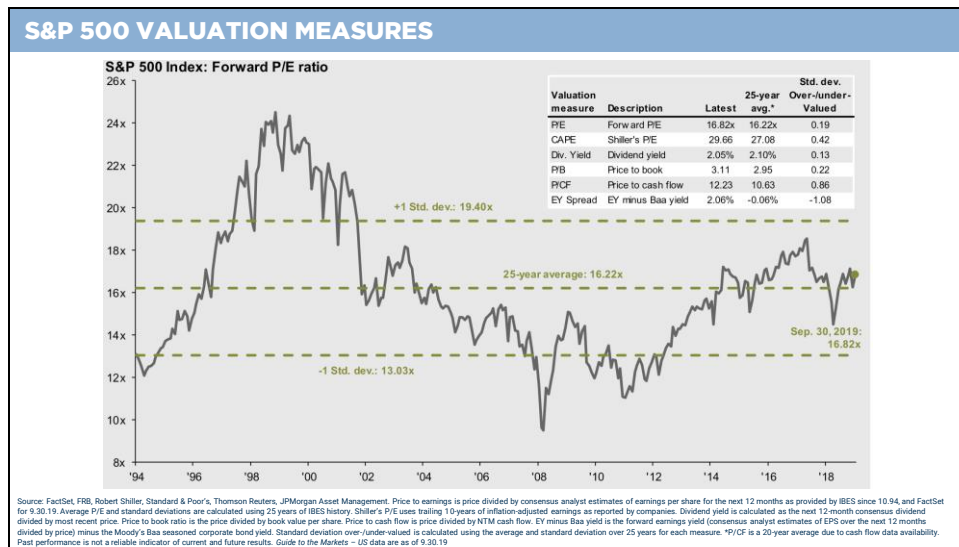 S&P 500 VALUATION MEASURES
S&P 500 Index: Forward P/E ratio
26x
24x
22x
20x
18x
16x
14x
12x
10x
8x
Std. dev.
Valuation 25-year Over-/under-
measure Description Latest avg.* Valued
P/E Forward P/E 16.82x 16.22x 0.19
CAPE Shiller's P/E 29.66 27.08 0.42
Div. Yield Dividend yield 2.05% 2.10% 0.13
P/B Price to book 3.11 2.95 0.22
P/CF Price to cash flow 12.23 10.63 0.86
EY Spread EY minus Baa yield 2.06% -0.06% -1.08
+1 Std. dev.: 19.40x
25-year average: 16.22x
Sep. 30, 2019:
16.82x
-1 Std. dev.: 13.03x
'94 '96 '98 '00 '02 '04 '06 '08 '10 '12 '14 '16 '18
Source: FactSet, FRB, Robert Shiller, Standard & Poor's, Thomson Reuters, JPMorgan Asset Management. Price to earnings is price divided by consensus analyst estimates of earnings per share for the next 12 months as provided by IBES since 10.94, and FactSet
for 9.30.19. Average P/E and standard deviations are calculated using 25 years of IBES history. Shiller's P/E uses trailing 10-years of inflation-adjusted earnings as reported by companies. Dividend yield is calculated as the next 12-month consensus dividend
divided by most recent price. Price to book ratio is the price divided by book value per share. Price to cash flow is price divided by NTM cash flow. EY minus Baa yield is the forward earnings yield (consensus analyst estimates of EPS over the next 12 months
divided by price) minus the Moody's Baa seasoned corporate bond yield. Standard deviation over-/under-valued is calculated using the average and standard deviation over 25 years for each measure. *P/CF is a 20-year average due to cash flow data availability.
Past performance is not a reliable indicator of current and future results. Guide to the Markets – US data are as of 9.30.19